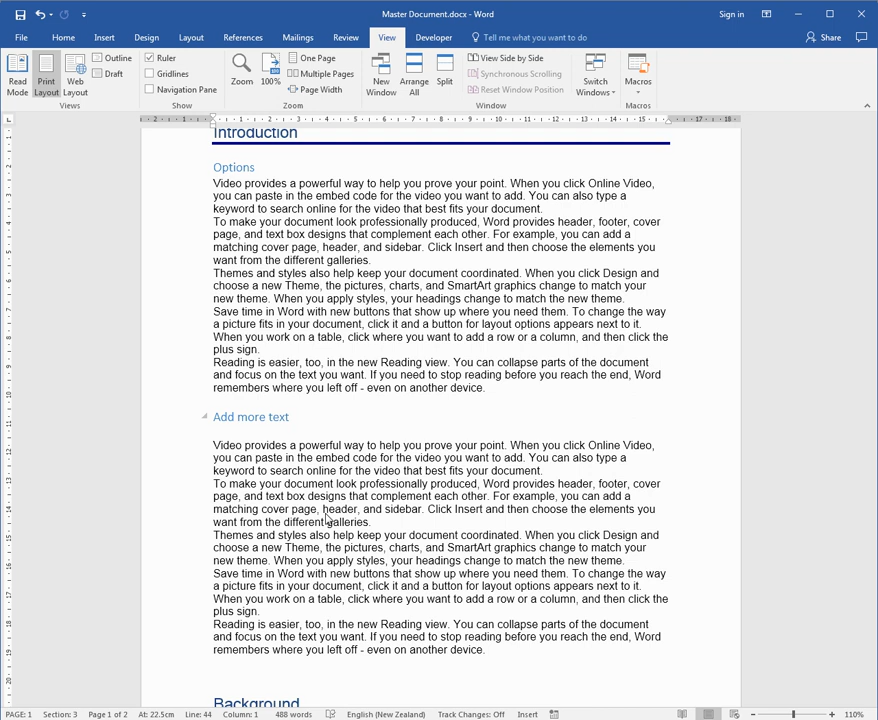 Master Document.docx - Word
Sign in
File Home Insert Design Layout References Mailings Review View Developer Tell me what you want to do Share
Read Mode
Print Layout
Web Layout
Outline
Draft
Views
Ruler
Gridlines
Navigation Pane
Show
Zoom
100%
One Page
Multiple Pages
Page Width
Zoom
New Window
Arrange All
Split
View Side by Side
Synchronous Scrolling
Reset Window Position
Window
Switch Windows
Macros
Macros
2 1 1 2 3 4 5 6 7 8 9 10 11 12 13 14 15 17 18
Introduction
Options
Video provides a powerful way to help you prove your point. When you click Online Video,
you can paste in the embed code for the video you want to add. You can also type a
keyword to search online for the video that best fits your document.
To make your document look professionally produced, Word provides header, footer, cover
page, and text box designs that complement each other. For example, you can add a
matching cover page, header, and sidebar. Click Insert and then choose the elements you
want from the different galleries.
Themes and styles also help keep your document coordinated. When you click Design and
choose a new Theme, the pictures, charts, and SmartArt graphics change to match your
new theme. When you apply styles, your headings change to match the new theme.
Save time in Word with new buttons that show up where you need them. To change the way
a picture fits in your document, click it and a button for layout options appears next to it.
When you work on a table, click where you want to add a row or a column, and then click the
plus sign.
Reading is easier, too, in the new Reading view. You can collapse parts of the document
and focus on the text you want. If you need to stop reading before you reach the end, Word
remembers where you left off - even on another device.
Add more text
Video provides a powerful way to help you prove your point. When you click Online Video,
you can paste in the embed code for the video you want to add. You can also type a
keyword to search online for the video that best fits your document.
To make your document look professionally produced, Word provides header, footer, cover
page, and text box designs that complement each other. For example, you can add a
matching cover page, header, and sidebar. Click Insert and then choose the elements you
want from the different galleries.
Themes and styles also help keep your document coordinated. When you click Design and
choose a new Theme, the pictures, charts, and SmartArt graphics change to match your
new theme. When you apply styles, your headings change to match the new theme.
Save time in Word with new buttons that show up where you need them. To change the way
a picture fits in your document, click it and a button for layout options appears next to it.
When you work on a table, click where you want to add a row or a column, and then click the
plus sign.
Reading is easier, too, in the new Reading view. You can collapse parts of the document
and focus on the text you want. If you need to stop reading before you reach the end, Word
remembers where you left off - even on another device.
Background
PAGE: 1 Section: 3 Page 1 of 2 At: 22.5cm Line: 44 Column: 1 488 words English (New Zealand) Track Changes: Off Insert 110%